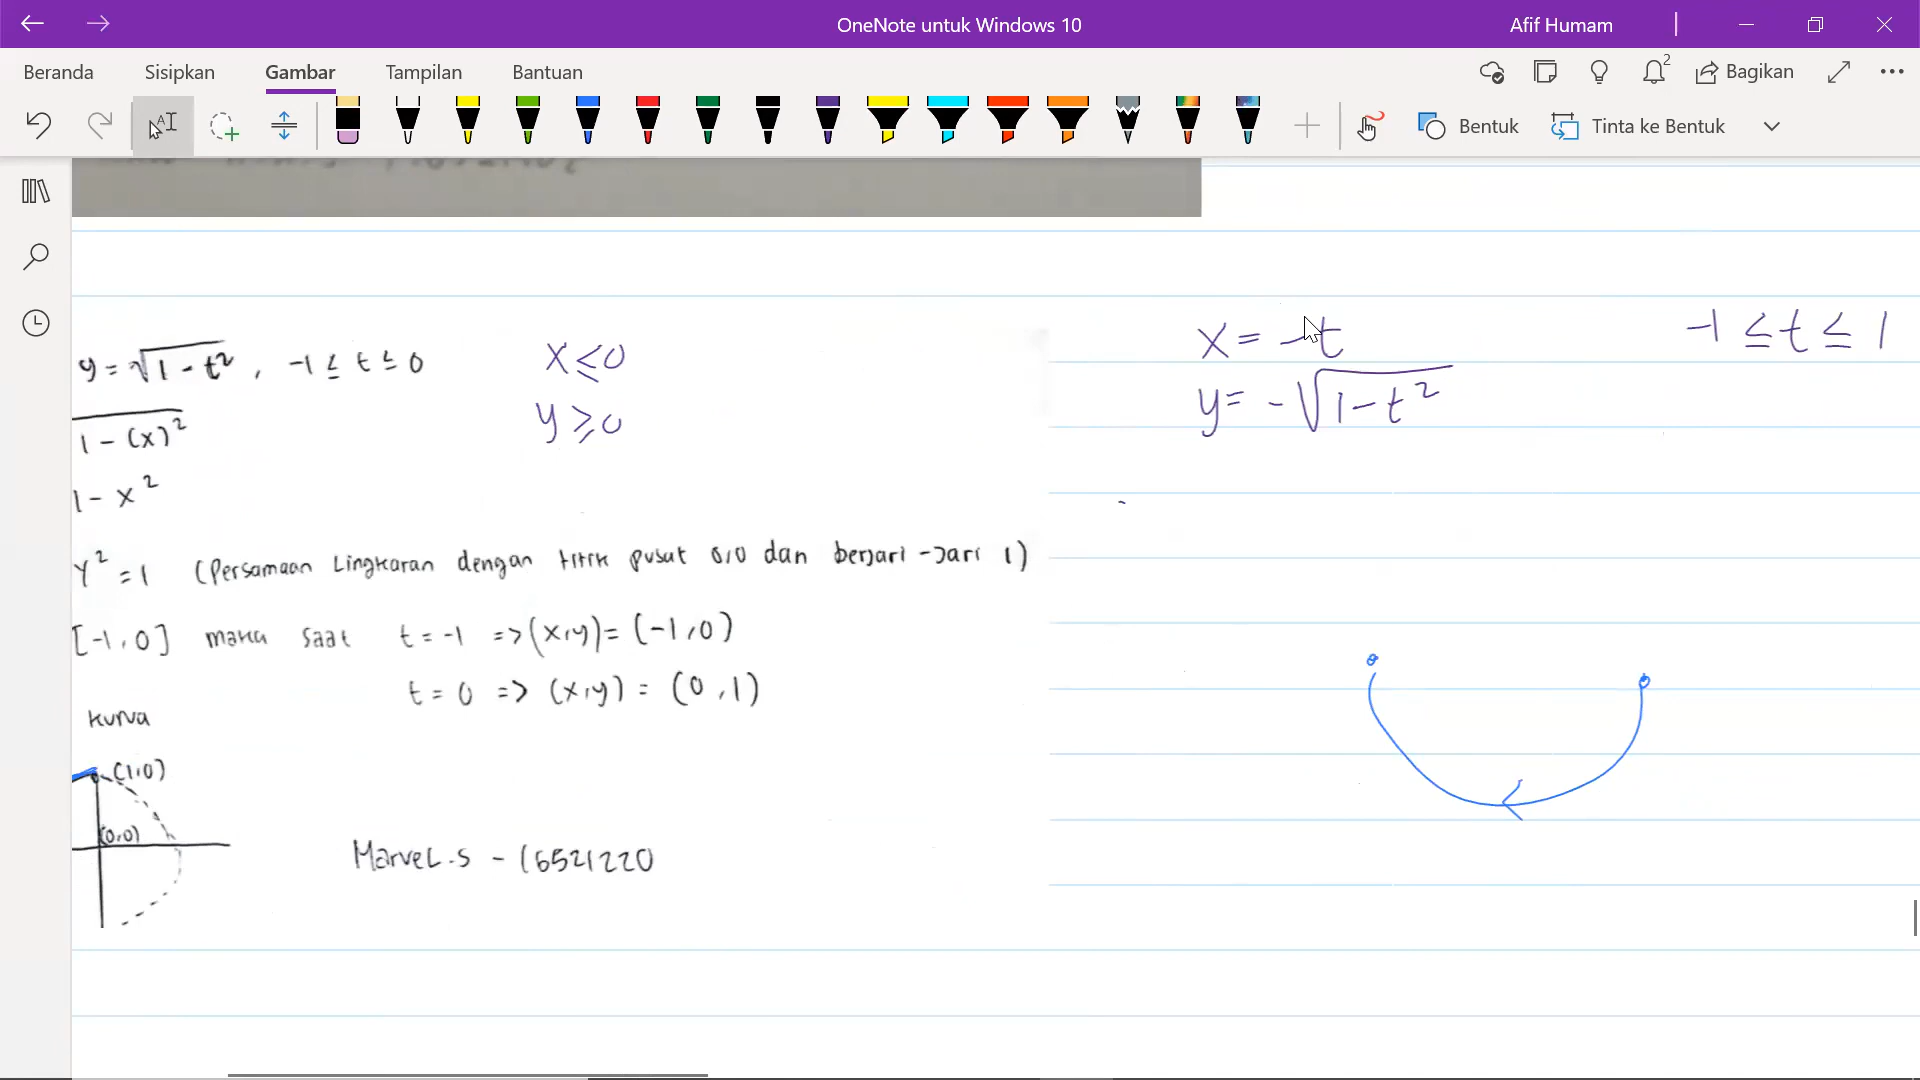 OneNote untuk Windows 10
Afif Humam
Beranda Sisipkan Gambar Tampilan Bantuan
2
Bagikan
Bentuk
Tinta ke Bentuk
y = √1 - t² , -1 ≤ t ≤ 0
1 - (x)²
1 - x²
y² = 1 (Persamaan Lingkaran dengan titik pusat 0,0 dan berjari-jari 1)
[-1,0] maka saat t = -1 => (x,y) = (-1,0)
t = 0 => (x,y) = (0,1)
kurva
(1,0)
(0,0)
Marvel.S - 16521220
x ≤ 0
y ≥ 0
x = -t
-1 ≤ t ≤ 1
y = -√1-t²